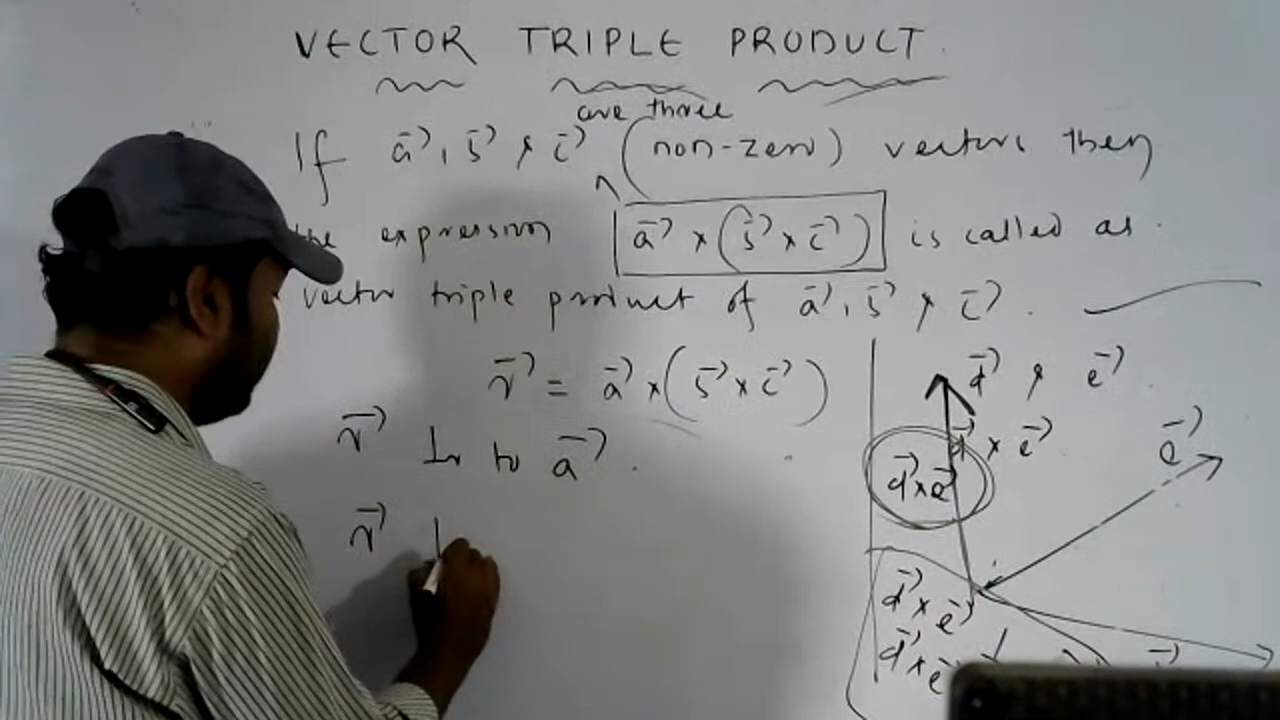 VECTOR TRIPLE PRODUCT.
are three
If a⃗, b⃗ & c⃗ (non-zero) vectors then
the expression a⃗ × (b⃗ × c⃗) is called as
vector triple product of a⃗, b⃗ & c⃗.
r⃗ = a⃗ × (b⃗ × c⃗)
r⃗ ⊥r to a⃗.
r⃗
d⃗ & e⃗
d⃗ × e⃗
e⃗
d⃗ × e⃗
d⃗ × e⃗
d⃗ × e⃗